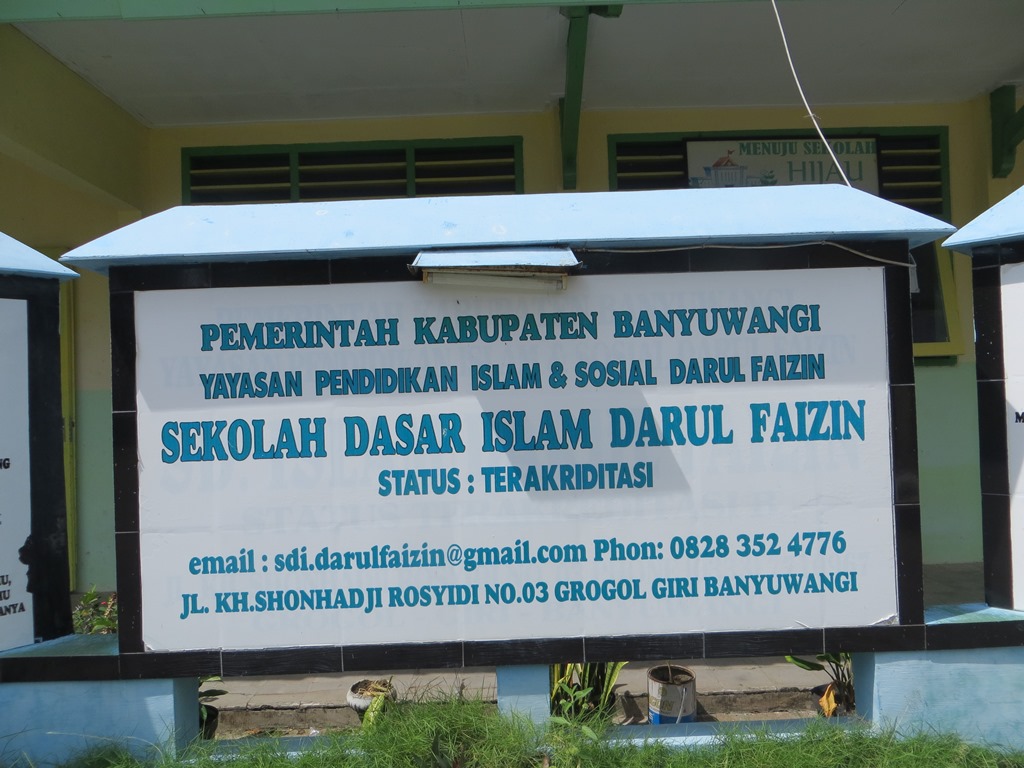 MENUJU SEKOLAH
HIJAU
PEMERINTAH KABUPATEN BANYUWANGI
YAYASAN PENDIDIKAN ISLAM & SOSIAL DARUL FAIZIN
SEKOLAH DASAR ISLAM DARUL FAIZIN
STATUS : TERAKRIDITASI
email : sdi.darulfaizin@gmail.com Phon: 0828 352 4776
JL. KH.SHONHADJI ROSYIDI NO.03 GROGOL GIRI BANYUWANGI